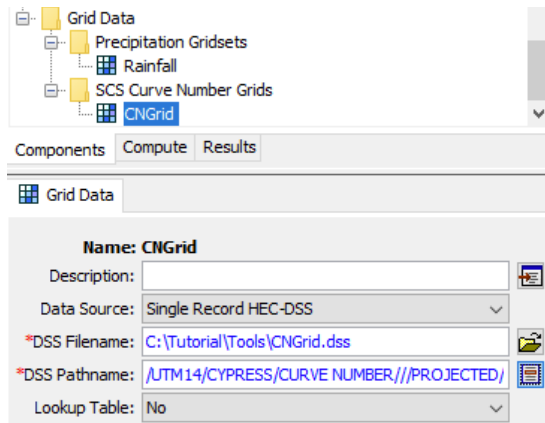 Grid Data
Precipitation Gridsets
Rainfall
SCS Curve Number Grids
CNGrid
Components Compute Results
Grid Data
Name: CNGrid
Description:
Data Source: Single Record HEC-DSS
*DSS Filename: C:\Tutorial\Tools\CNGrid.dss
*DSS Pathname: /UTM14/CYPRESS/CURVE NUMBER///PROJECTED/
Lookup Table: No